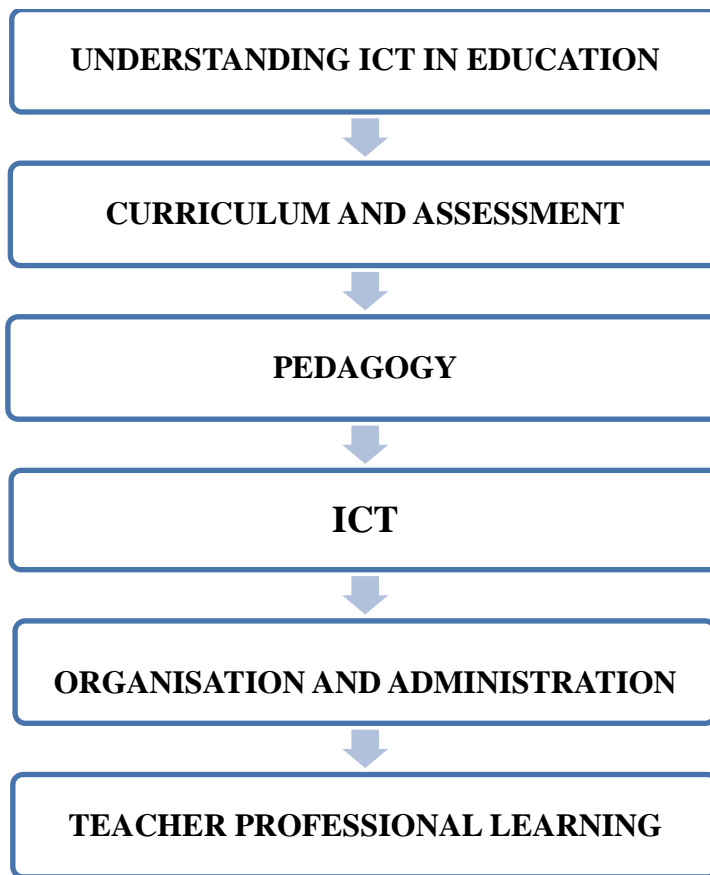 UNDERSTANDING ICT IN EDUCATION
CURRICULUM AND ASSESSMENT
PEDAGOGY
ICT
ORGANISATION AND ADMINISTRATION
TEACHER PROFESSIONAL LEARNING